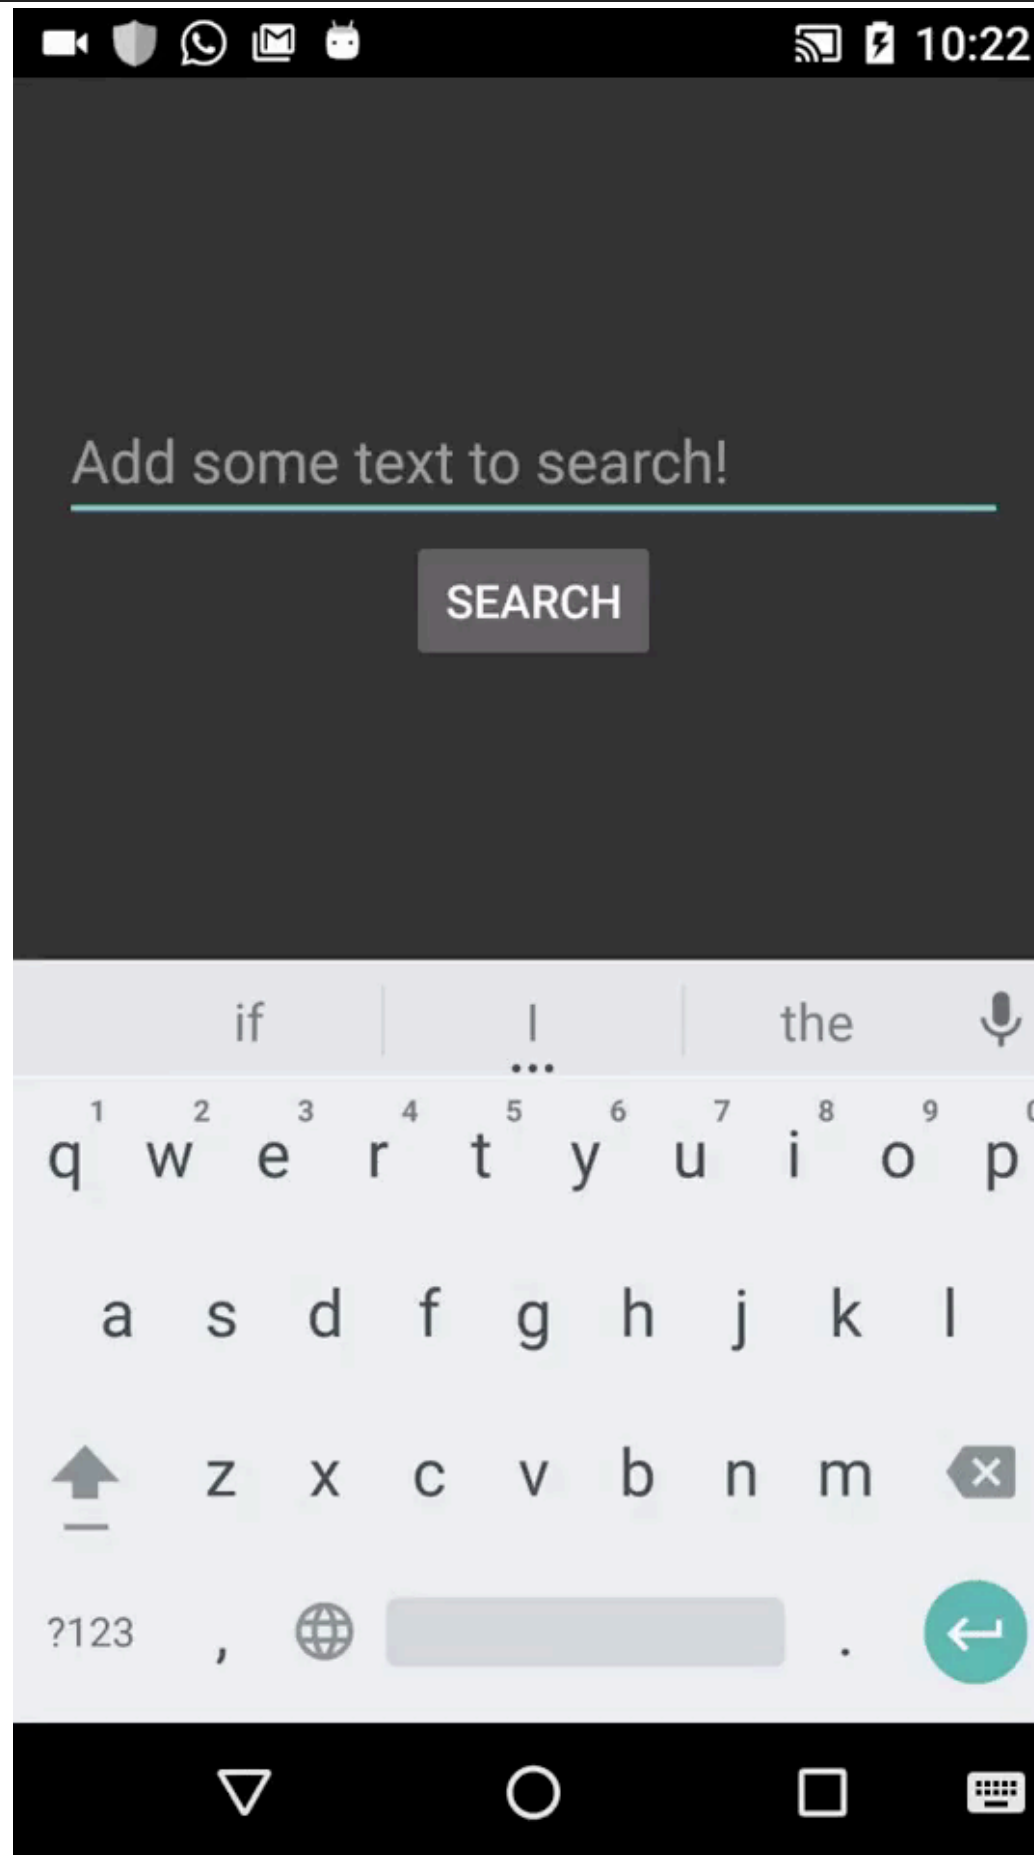 10:22
Add some text to search!
SEARCH
if I the
1 2 3 4 5 6 7 8 9 0
q w e r t y u i o p
a s d f g h j k l
z x c v b n m
?123 , .